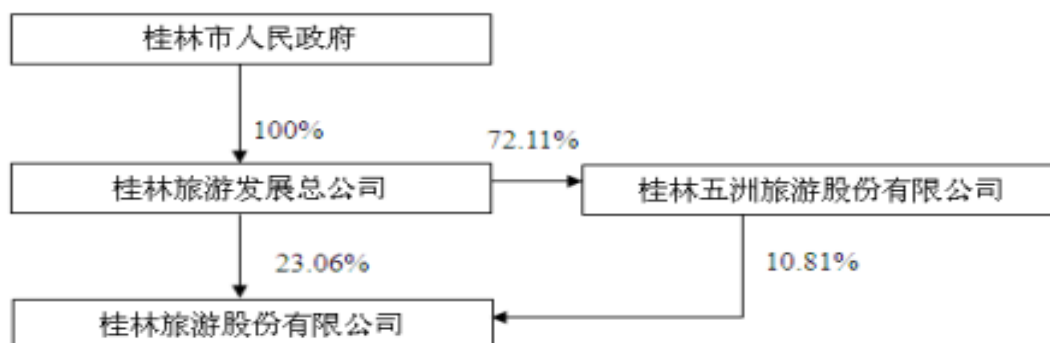 桂林市人民政府
100%
72.11%
桂林旅游发展总公司
桂林五洲旅游股份有限公司
23.06%
10.81%
桂林旅游股份有限公司